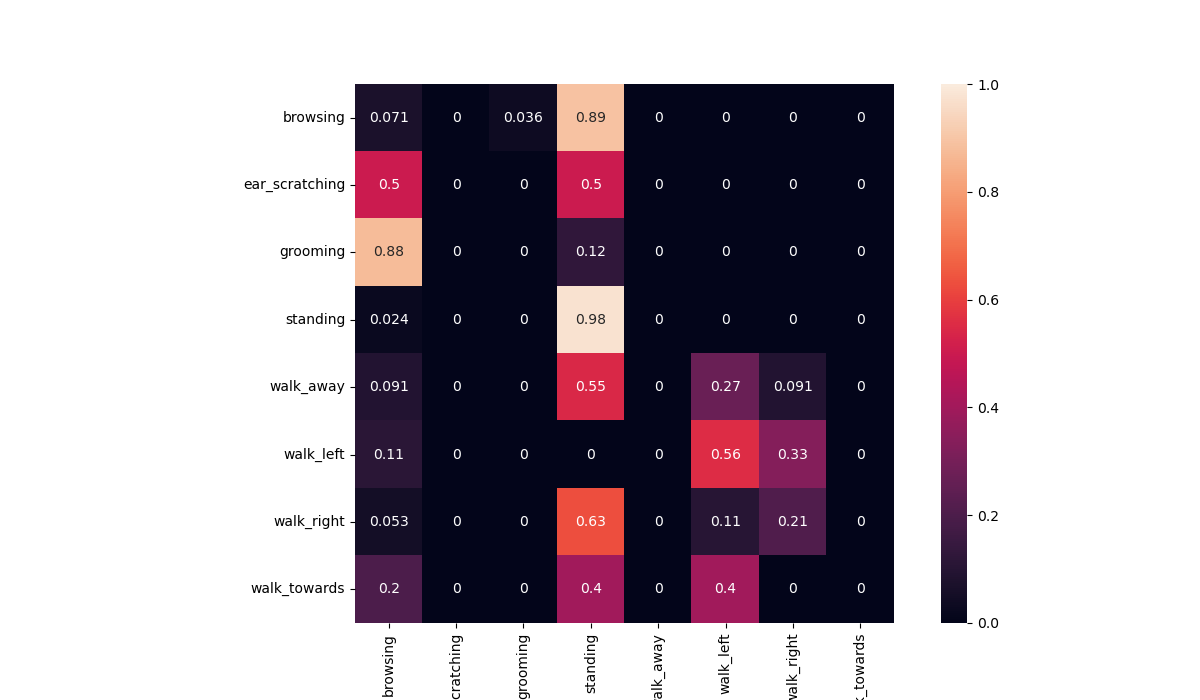 browsing 0.071 0 0.036 0.89 0 0 0 0
ear_scratching 0.5 0 0 0.5 0 0 0 0
grooming 0.88 0 0 0.12 0 0 0 0
standing 0.024 0 0 0.98 0 0 0 0
walk_away 0.091 0 0 0.55 0 0.27 0.091 0
walk_left 0.11 0 0 0 0 0.56 0.33 0
walk_right 0.053 0 0 0.63 0 0.11 0.21 0
walk_towards 0.2 0 0 0.4 0 0.4 0 0
browsing
cratching
grooming
standing
alk_away
walk_left
walk_right
k_towards
1.0
0.8
0.6
0.4
0.2
0.0